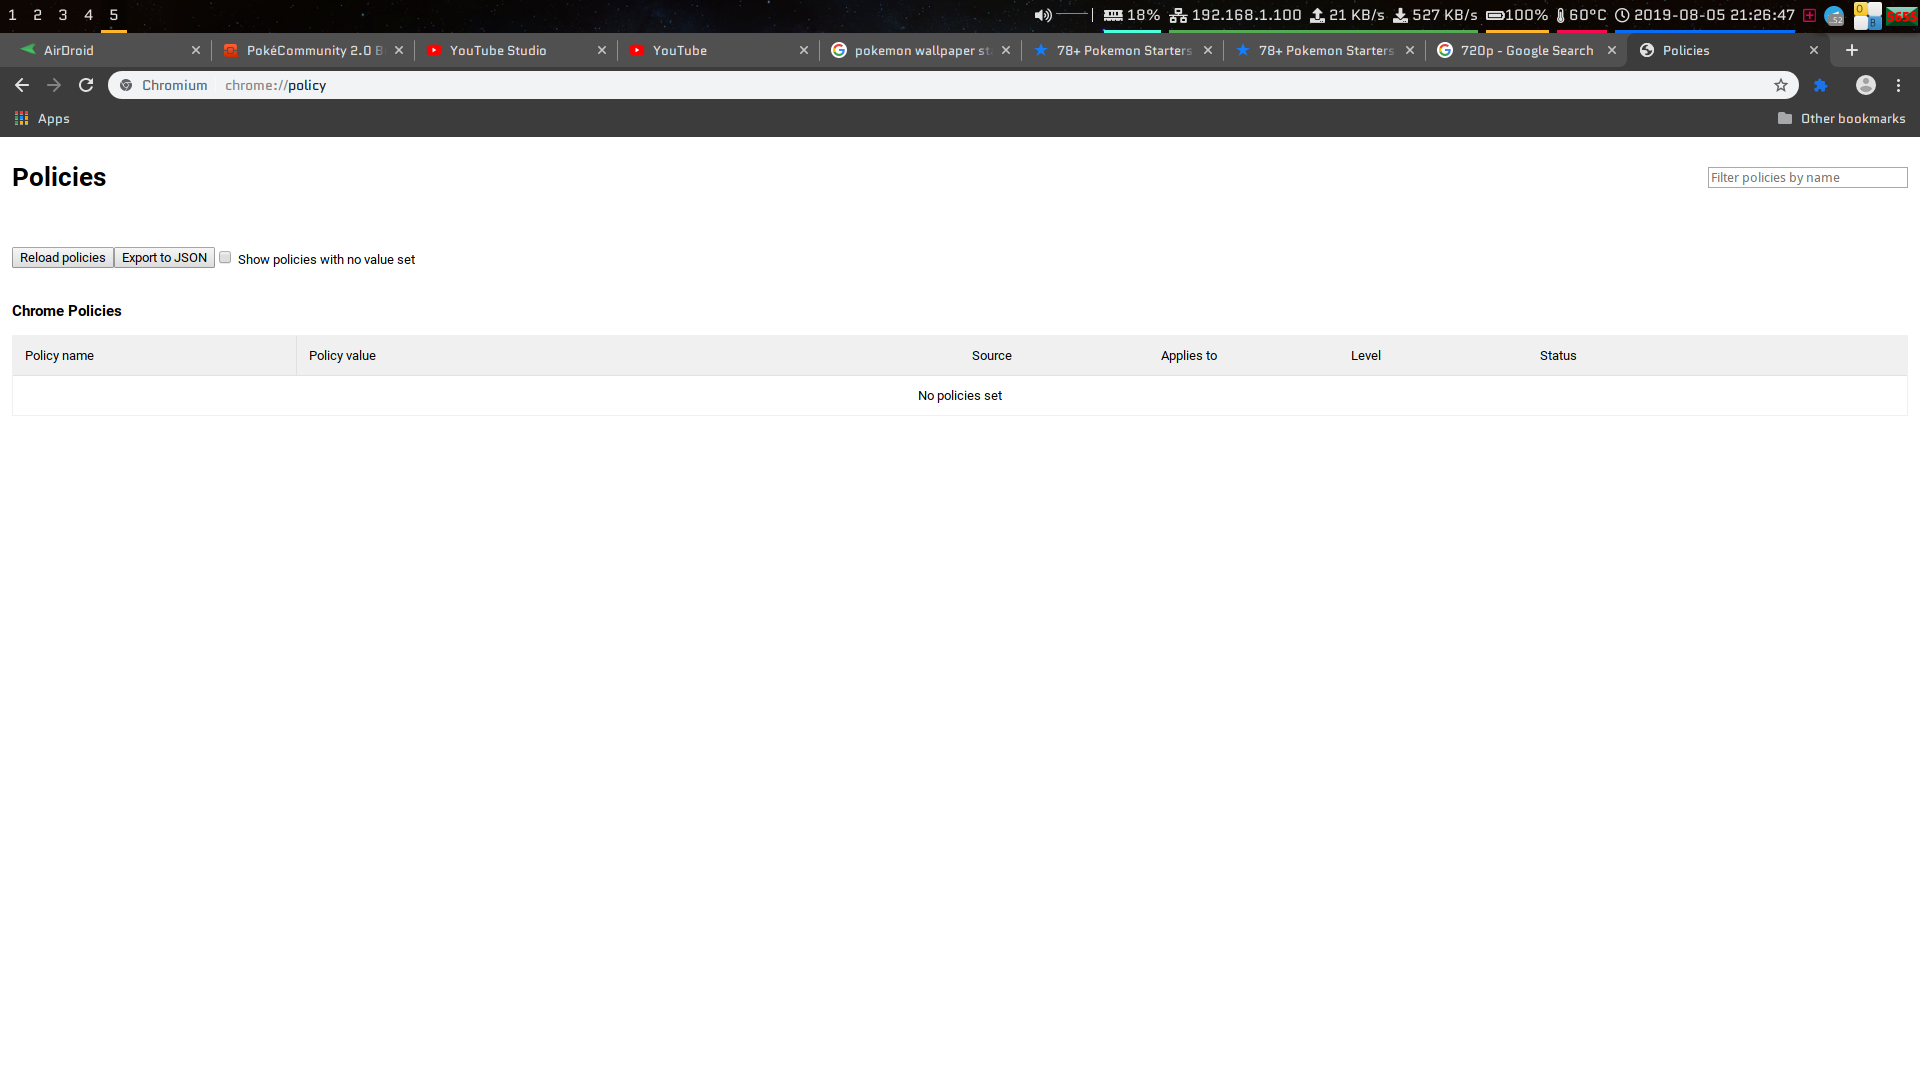 1 2 3 4 5 18% 192.168.1.100 21 KB/s 527 KB/s 100% 60°C 2019-08-05 21:26:47 52 0 8
AirDroid PokéCommunity 2.0 B YouTube Studio YouTube pokemon wallpaper st 78+ Pokemon Starters 78+ Pokemon Starters 720p - Google Search Policies
Chromium chrome://policy
Apps Other bookmarks
Policies Filter policies by name
Reload policies Export to JSON Show policies with no value set
Chrome Policies
Policy name Policy value Source Applies to Level Status
No policies set